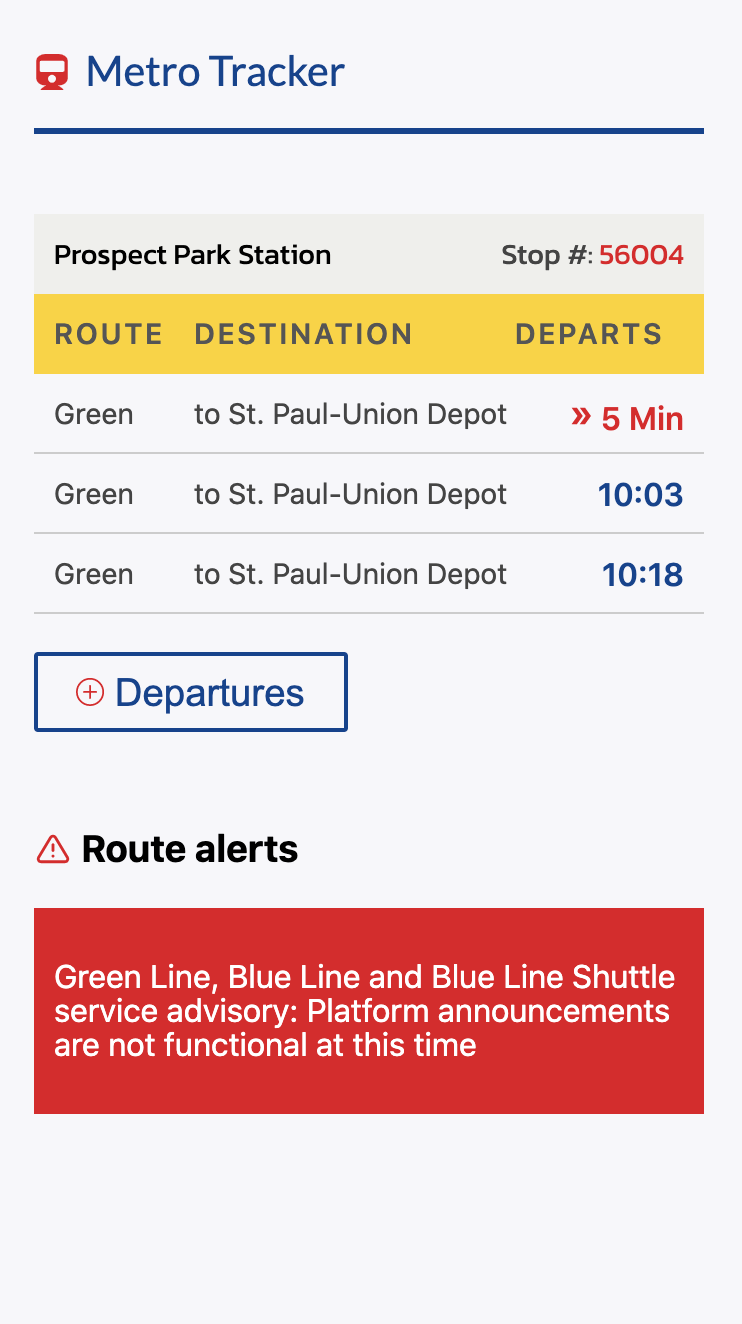 Metro Tracker
Prospect Park Station Stop #: 56004
ROUTE DESTINATION DEPARTS
Green to St. Paul-Union Depot » 5 Min
Green to St. Paul-Union Depot 10:03
Green to St. Paul-Union Depot 10:18
Departures
Route alerts
Green Line, Blue Line and Blue Line Shuttle
service advisory: Platform announcements
are not functional at this time